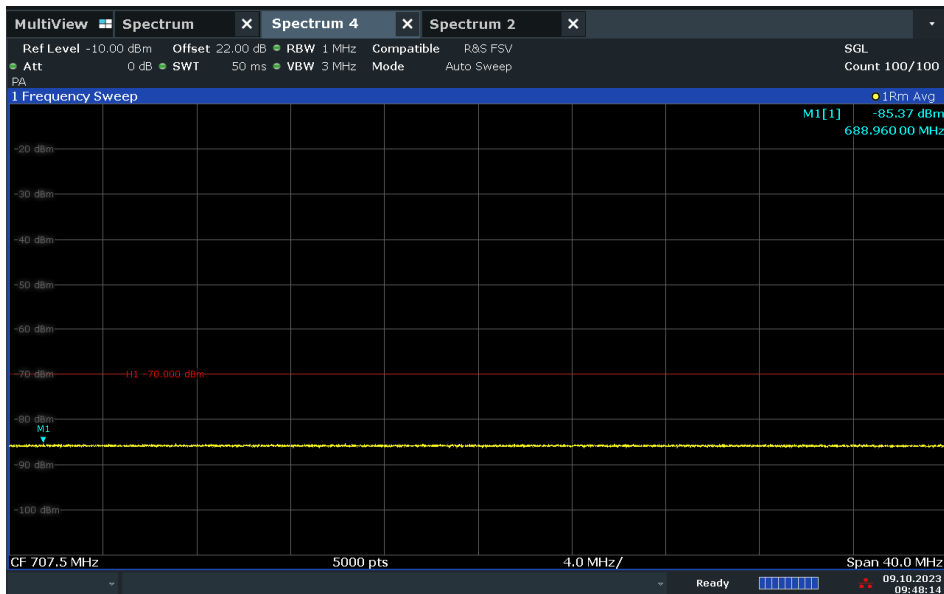 MultiView Spectrum X Spectrum 4 X Spectrum 2 X
Ref Level -10.00 dBm Offset 22.00 dB RBW 1 MHz Compatible R&S FSV SGL
Att 0 dB SWT 50 ms VBW 3 MHz Mode Auto Sweep Count 100/100
PA
1 Frequency Sweep 1Rm Avg
M1[1] -85.37 dBm
688.96000 MHz
-20 dBm
-30 dBm
-40 dBm
-50 dBm
-60 dBm
-70 dBm H1 -70.000 dBm
-80 dBm
M1
-90 dBm
-100 dBm
CF 707.5 MHz 5000 pts 4.0 MHz/ Span 40.0 MHz
Ready 09.10.2023
09:48:14